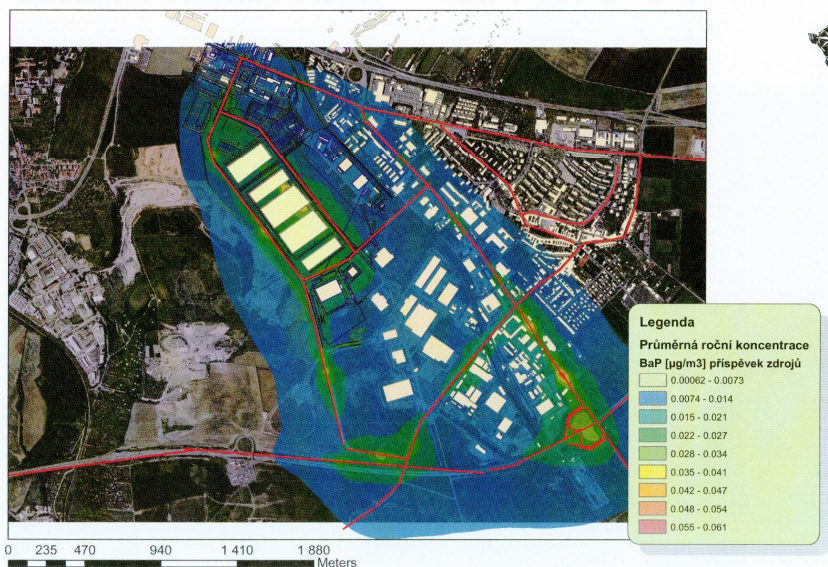 Legenda
Průměrná roční koncentrace
BaP [µg/m3] příspěvek zdrojů
0.00062 - 0.0073
0.0074 - 0.014
0.015 - 0.021
0.022 - 0.027
0.028 - 0.034
0.035 - 0.041
0.042 - 0.047
0.048 - 0.054
0.055 - 0.061
0 235 470 940 1 410 1 880
Meters